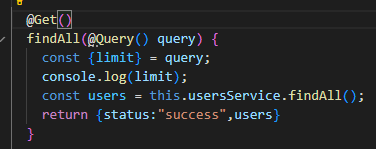 @Get()
findAll(@Query() query) {
const {limit} = query;
console.log(limit);
const users = this.usersService.findAll();
return {status:"success",users}
}